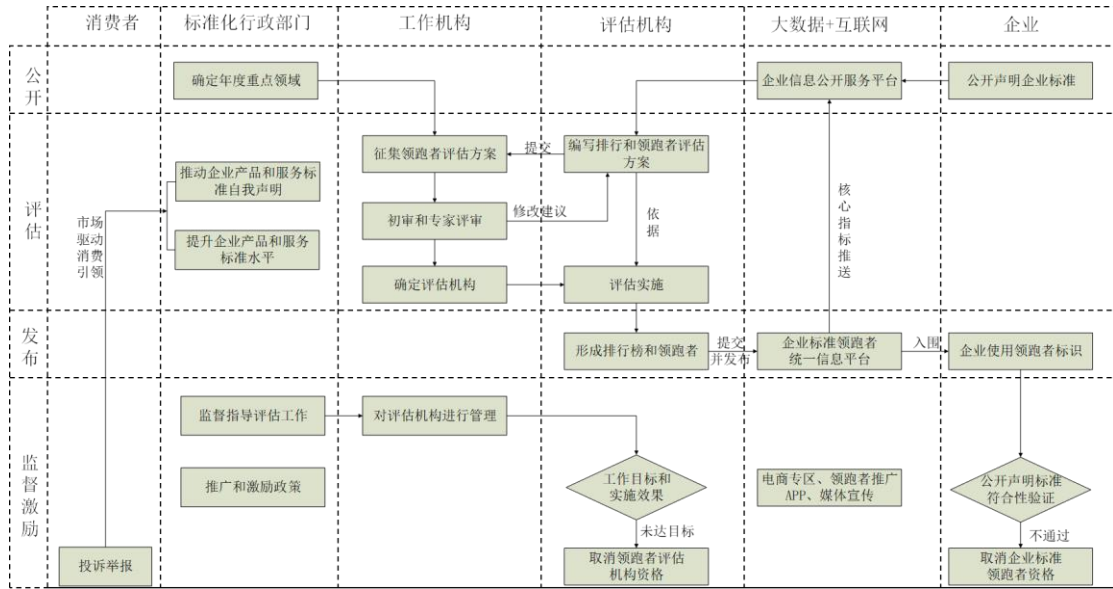 消费者
标准化行政部门
工作机构
评估机构
大数据+互联网
企业
公
开
确定年度重点领域
企业信息公开服务平台
公开声明企业标准
评
估
征集领跑者评估方案
提交
编写排行和领跑者评估
方案
推动企业产品和服务标
准自我声明
初审和专家评审
修改建议
依
据
核
心
指
标
推
送
市场
驱动
消费
引领
提升企业产品和服务
标准水平
确定评估机构
评估实施
发
布
形成排行榜和领跑者
提交
并发布
企业标准领跑者
统一信息平台
入围
企业使用领跑者标识
监
督
激
励
监督指导评估工作
对评估机构进行管理
推广和激励政策
工作目标和
实施效果
电商专区、领跑者推广
APP、媒体宣传
公开声明标准
符合性验证
未达目标
不通过
投诉举报
取消领跑者评估
机构资格
取消企业标准
领跑者资格